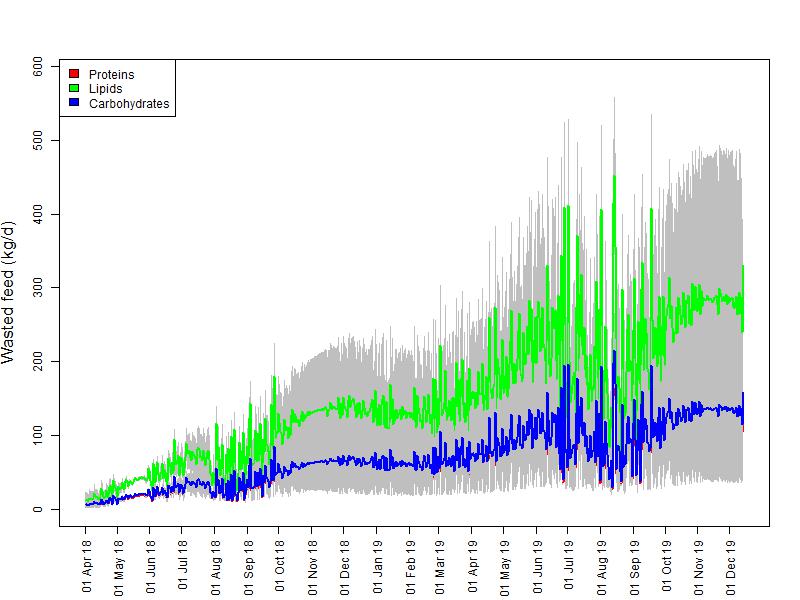 Proteins
Lipids
Carbohydrates
Wasted feed (kg/d)
600
500
400
300
200
100
0
01 Apr 18
01 May 18
01 Jun 18
01 Jul 18
01 Aug 18
01 Sep 18
01 Oct 18
01 Nov 18
01 Dec 18
01 Jan 19
01 Feb 19
01 Mar 19
01 Apr 19
01 May 19
01 Jun 19
01 Jul 19
01 Aug 19
01 Sep 19
01 Oct 19
01 Nov 19
01 Dec 19